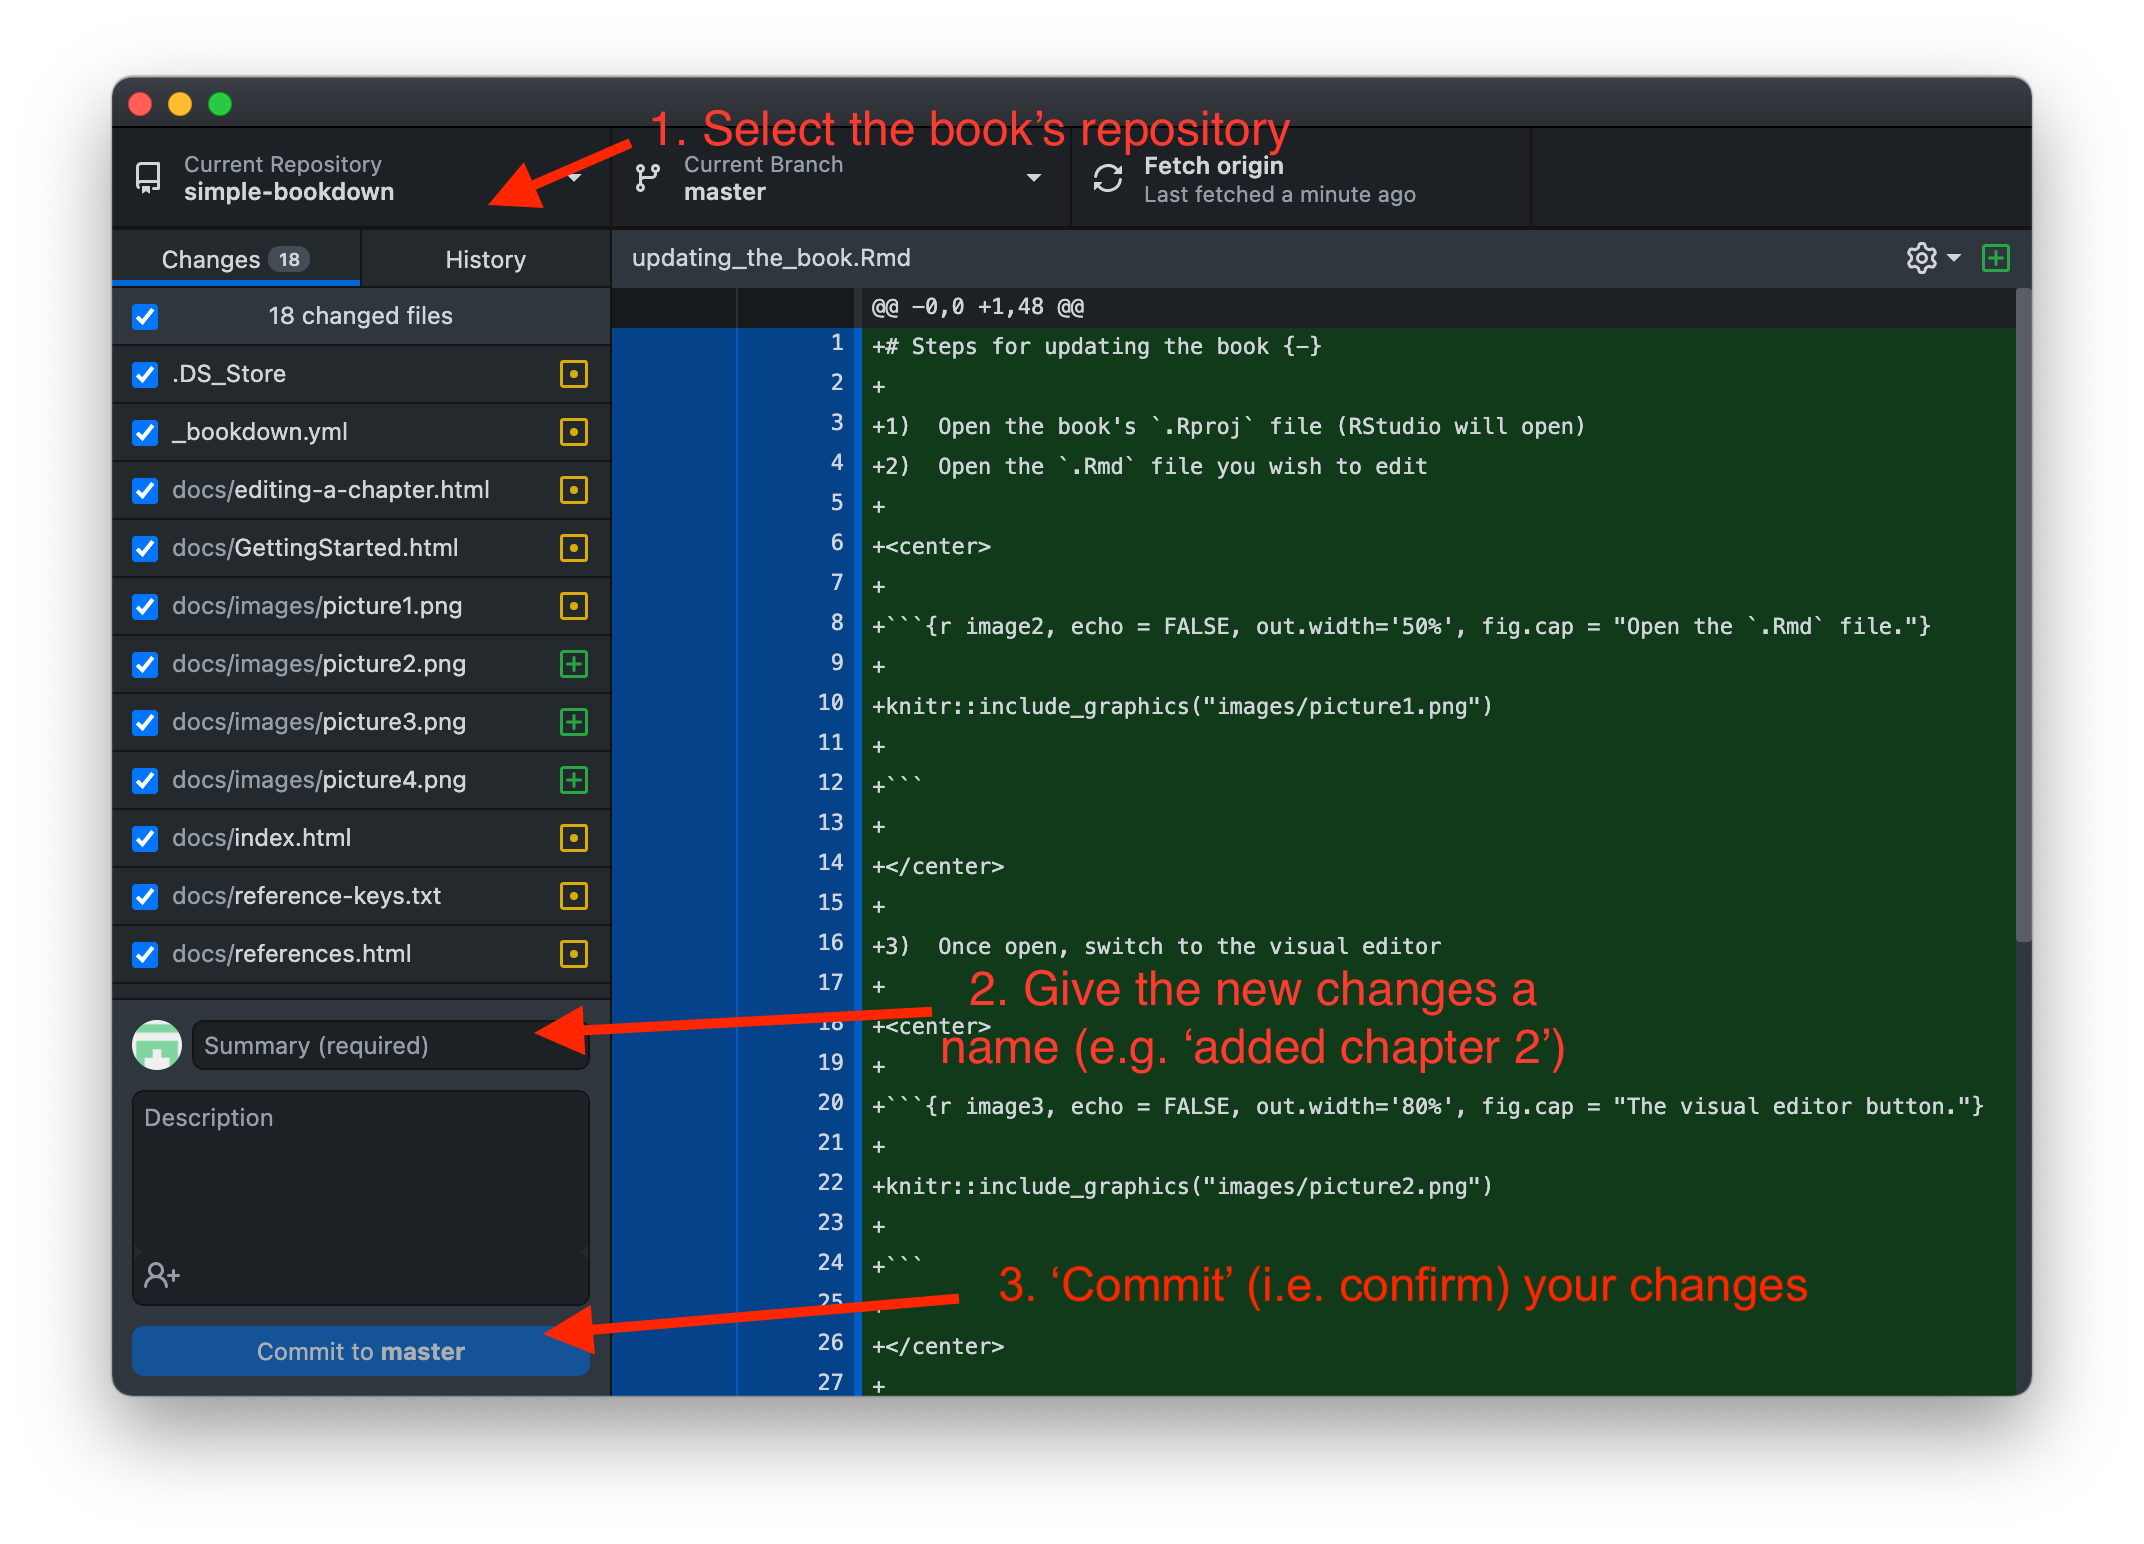 1. Select the book’s repository
Current Repository
simple-bookdown
Current Branch
master
Fetch origin
Last fetched a minute ago
Changes 18
History
updating_the_book.Rmd
18 changed files
.DS_Store
_bookdown.yml
docs/editing-a-chapter.html
docs/GettingStarted.html
docs/images/picture1.png
docs/images/picture2.png
docs/images/picture3.png
docs/images/picture4.png
docs/index.html
docs/reference-keys.txt
docs/references.html
Summary (required)
Description
Commit to master
@@ -0,0 +1,48 @@
1 +# Steps for updating the book {-}
2 +
3 +1)  Open the book's `.Rproj` file (RStudio will open)
4 +2)  Open the `.Rmd` file you wish to edit
5 +
6 +<center>
7 +
8 +```{r image2, echo = FALSE, out.width='50%', fig.cap = "Open the `.Rmd` file."}
9 +
10 +knitr::include_graphics("images/picture1.png")
11 +
12 +```
13 +
14 +</center>
15 +
16 +3)  Once open, switch to the visual editor
17 +
18 +<center>
19 +
20 +```{r image3, echo = FALSE, out.width='80%', fig.cap = "The visual editor button."}
21 +
22 +knitr::include_graphics("images/picture2.png")
23 +
24 +```
25 +
26 +</center>
27 +
2. Give the new changes a
name (e.g. ‘added chapter 2’)
3. ‘Commit’ (i.e. confirm) your changes